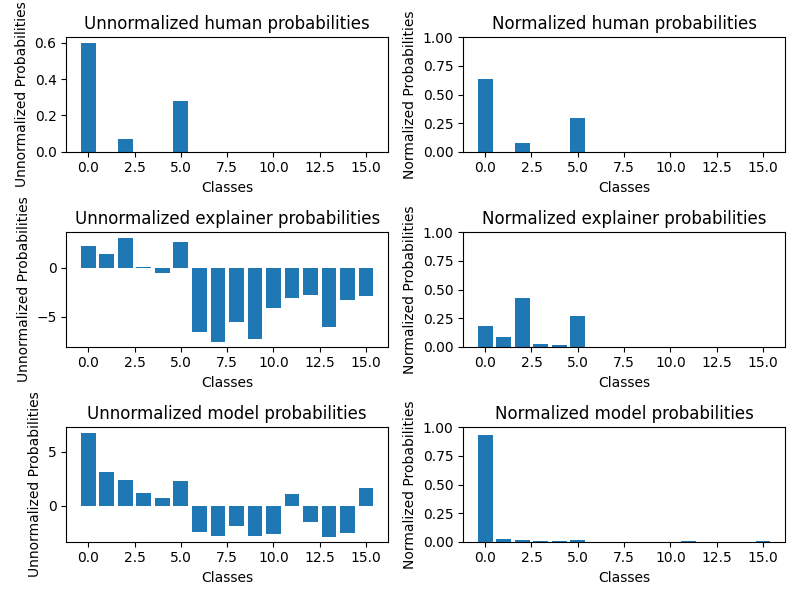 Unnormalized human probabilities
Unnormalized Probabilities
0.6
0.4
0.2
0.0
0.0 2.5 5.0 7.5 10.0 12.5 15.0
Classes
Normalized human probabilities
Normalized Probabilities
1.00
0.75
0.50
0.25
0.00
0.0 2.5 5.0 7.5 10.0 12.5 15.0
Classes
Unnormalized explainer probabilities
Unnormalized Probabilities
0
−5
0.0 2.5 5.0 7.5 10.0 12.5 15.0
Classes
Normalized explainer probabilities
Normalized Probabilities
1.00
0.75
0.50
0.25
0.00
0.0 2.5 5.0 7.5 10.0 12.5 15.0
Classes
Unnormalized model probabilities
Unnormalized Probabilities
5
0
0.0 2.5 5.0 7.5 10.0 12.5 15.0
Classes
Normalized model probabilities
Normalized Probabilities
1.00
0.75
0.50
0.25
0.00
0.0 2.5 5.0 7.5 10.0 12.5 15.0
Classes